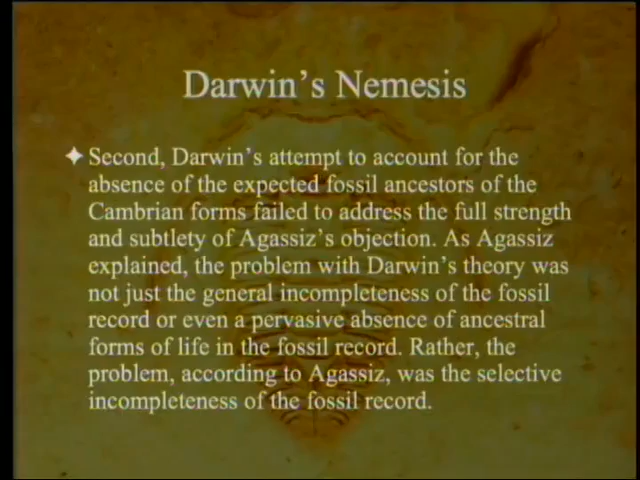 Darwin's Nemesis
Second, Darwin's attempt to account for the
absence of the expected fossil ancestors of the
Cambrian forms failed to address the full strength
and subtlety of Agassiz's objection. As Agassiz
explained, the problem with Darwin's theory was
not just the general incompleteness of the fossil
record or even a pervasive absence of ancestral
forms of life in the fossil record. Rather, the
problem, according to Agassiz, was the selective
incompleteness of the fossil record.